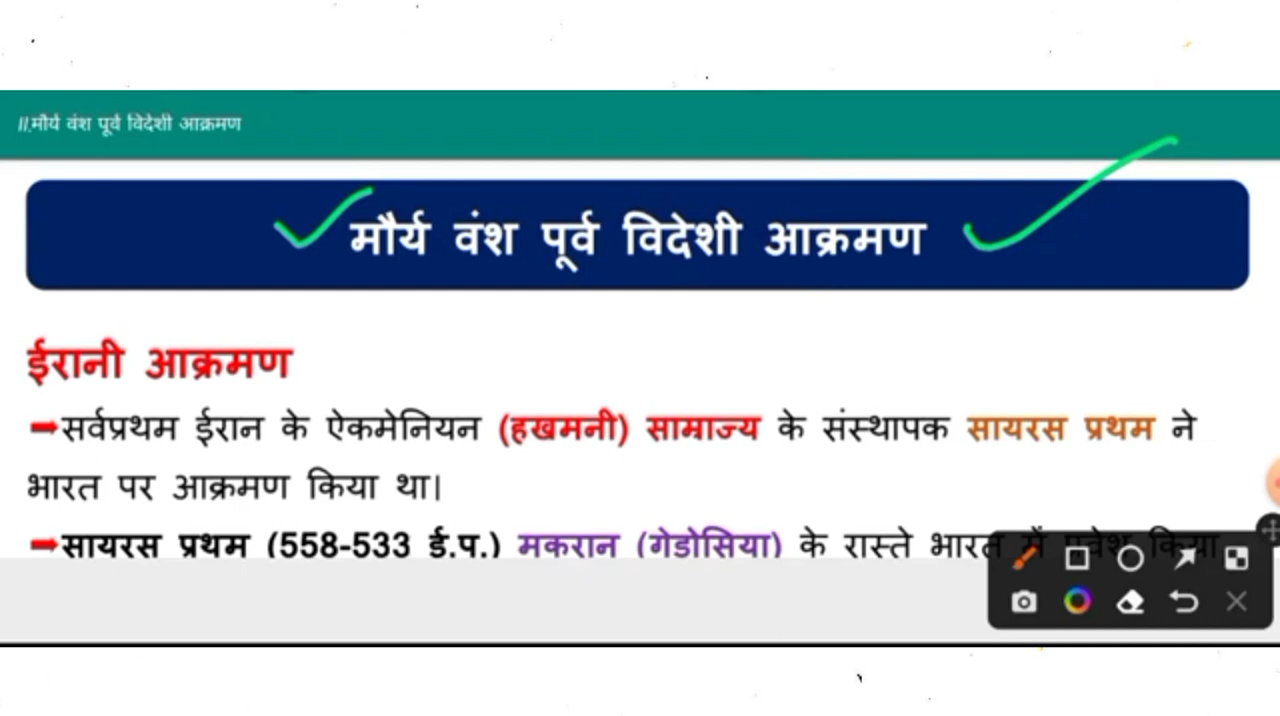 //.मौर्य वंश पूर्व विदेशी आक्रमण
मौर्य वंश पूर्व विदेशी आक्रमण
ईरानी आक्रमण
➡सर्वप्रथम ईरान के ऐकमेनियन (हखमनी) साम्राज्य के संस्थापक सायरस प्रथम ने
भारत पर आक्रमण किया था।
➡सायरस प्रथम (558-533 ई.प.) मकरान (गेडोसिया) के रास्ते भारत में प्रवेश किया